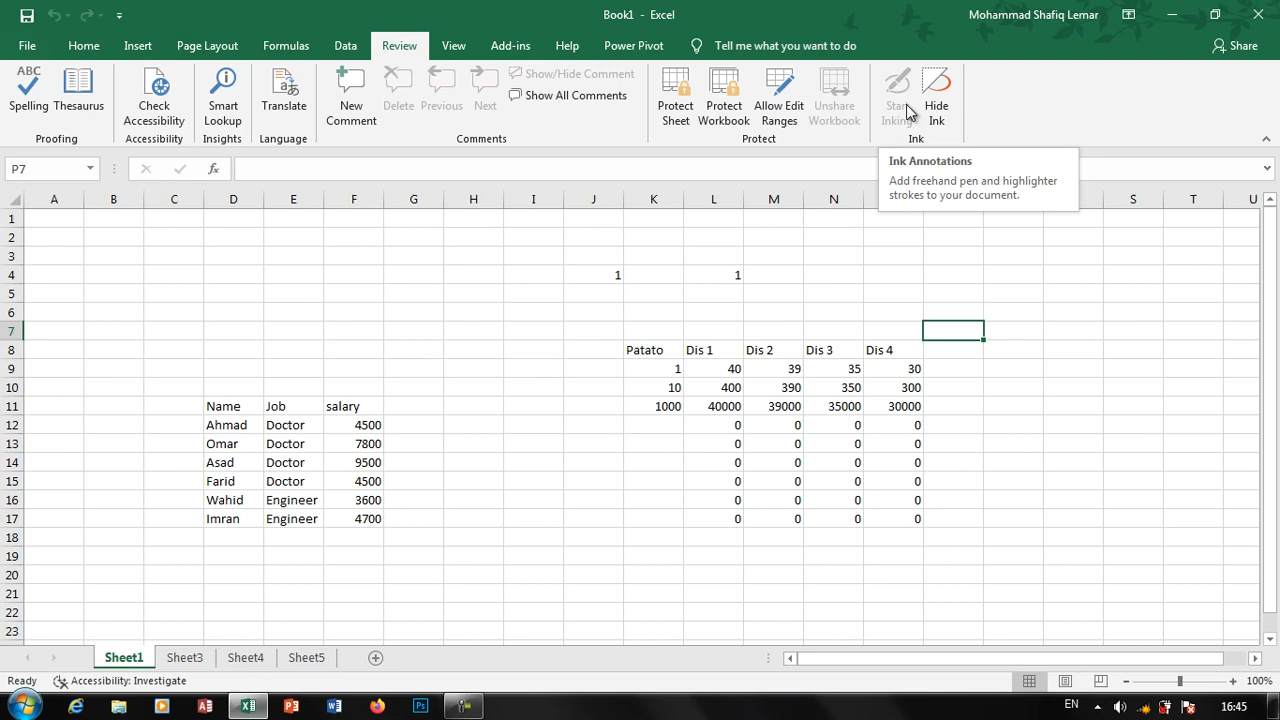 Book1 - Excel
Mohammad Shafiq Lemar
File Home Insert Page Layout Formulas Data Review View Add-ins Help Power Pivot Tell me what you want to do Share
ABC
Spelling
Thesaurus
Proofing
Check
Accessibility
Accessibility
Smart
Lookup
Insights
Translate
Language
New
Comment
Delete
Previous
Next
Show/Hide Comment
Show All Comments
Comments
Protect
Sheet
Protect
Workbook
Allow Edit
Ranges
Unshare
Workbook
Protect
Start
Inking
Hide
Ink
Ink
P7
fx
Ink Annotations
Add freehand pen and highlighter
strokes to your document.
A B C D E F G H I J K L M N S T U
1
2
3
4 1 1
5
6
7
8 Patato Dis 1 Dis 2 Dis 3 Dis 4
9 1 40 39 35 30
10 10 400 390 350 300
11 Name Job salary 1000 40000 39000 35000 30000
12 Ahmad Doctor 4500 0 0 0 0
13 Omar Doctor 7800 0 0 0 0
14 Asad Doctor 9500 0 0 0 0
15 Farid Doctor 4500 0 0 0 0
16 Wahid Engineer 3600 0 0 0 0
17 Imran Engineer 4700 0 0 0 0
18
19
20
21
22
23
Sheet1 Sheet3 Sheet4 Sheet5
Ready Accessibility: Investigate 100%
Ps
EN 16:45